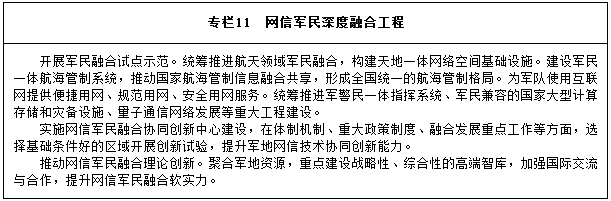 专栏11　网信军民深度融合工程
开展军民融合试点示范。统筹推进航天领域军民融合，构建天地一体网络空间基础设施。建设军民
一体航海管制系统，推动国家航海管制信息融合共享，形成全国统一的航海管制格局。为军队使用互联
网提供便捷用网、规范用网、安全用网服务。统筹推进军警民一体指挥系统、军民兼容的国家大型计算
存储和灾备设施、量子通信网络发展等重大工程建设。
实施网信军民融合协同创新中心建设，在体制机制、重大政策制度、融合发展重点工作等方面，选
择基础条件好的区域开展创新试验，提升军地网信技术协同创新能力。
推动网信军民融合理论创新。聚合军地资源，重点建设战略性、综合性的高端智库，加强国际交流
与合作，提升网信军民融合软实力。